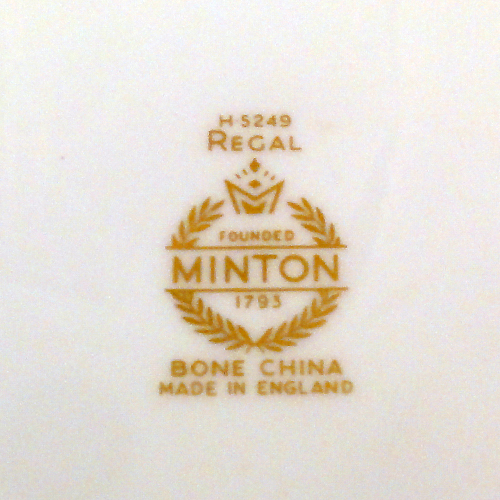 H 5249
REGAL
FOUNDED
MINTON
1793
BONE CHINA
MADE IN ENGLAND